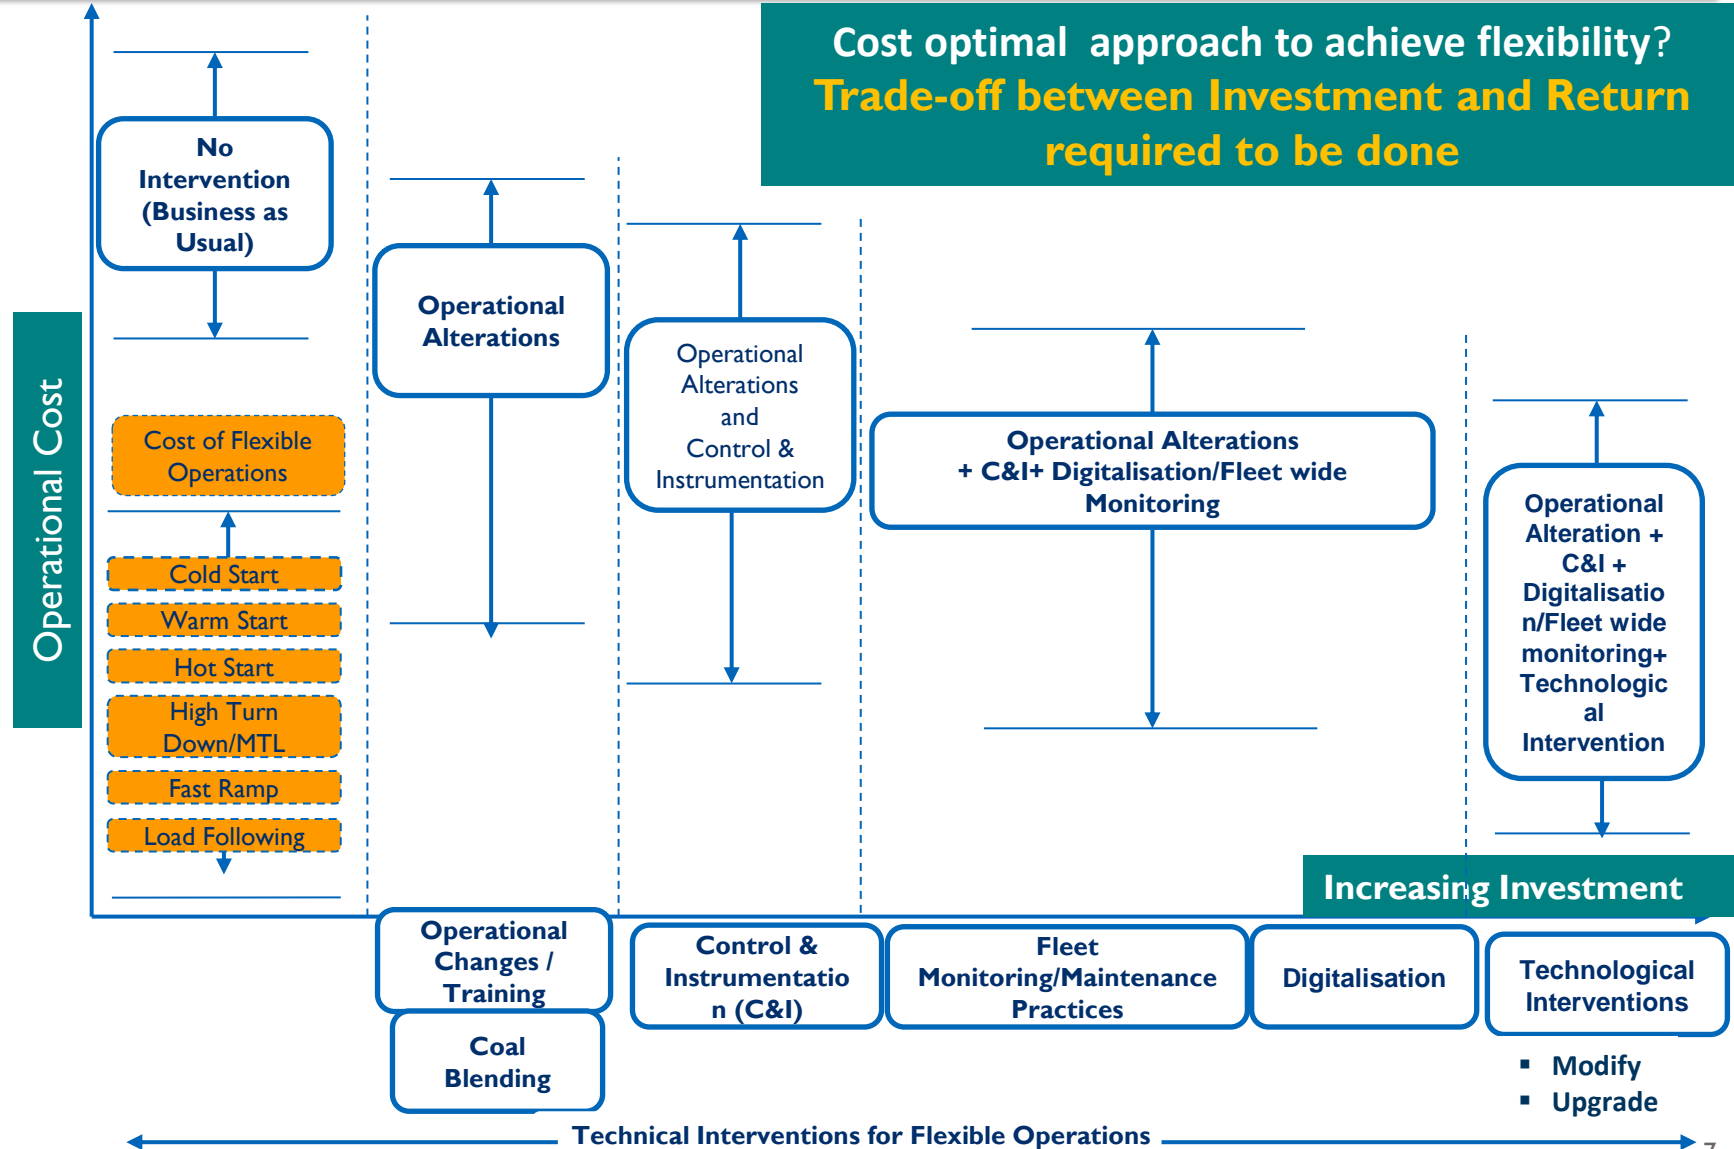 Cost optimal  approach to achieve flexibility?
Trade-off between Investment and Return
required to be done
Operational Cost
No
Intervention
(Business as
Usual)
Cost of Flexible
Operations
Cold Start
Warm Start
Hot Start
High Turn
Down/MTL
Fast Ramp
Load Following
Operational
Alterations
Operational
Alterations
and
Control &
Instrumentation
Operational Alterations
+ C&I+ Digitalisation/Fleet wide
Monitoring
Operational
Alteration +
C&I +
Digitalisatio
n/Fleet wide
monitoring+
Technologic
al
Intervention
Increasing Investment
Operational
Changes /
Training
Coal
Blending
Control &
Instrumentatio
n (C&I)
Fleet
Monitoring/Maintenance
Practices
Digitalisation
Technological
Interventions
▪ Modify
▪ Upgrade
Technical Interventions for Flexible Operations